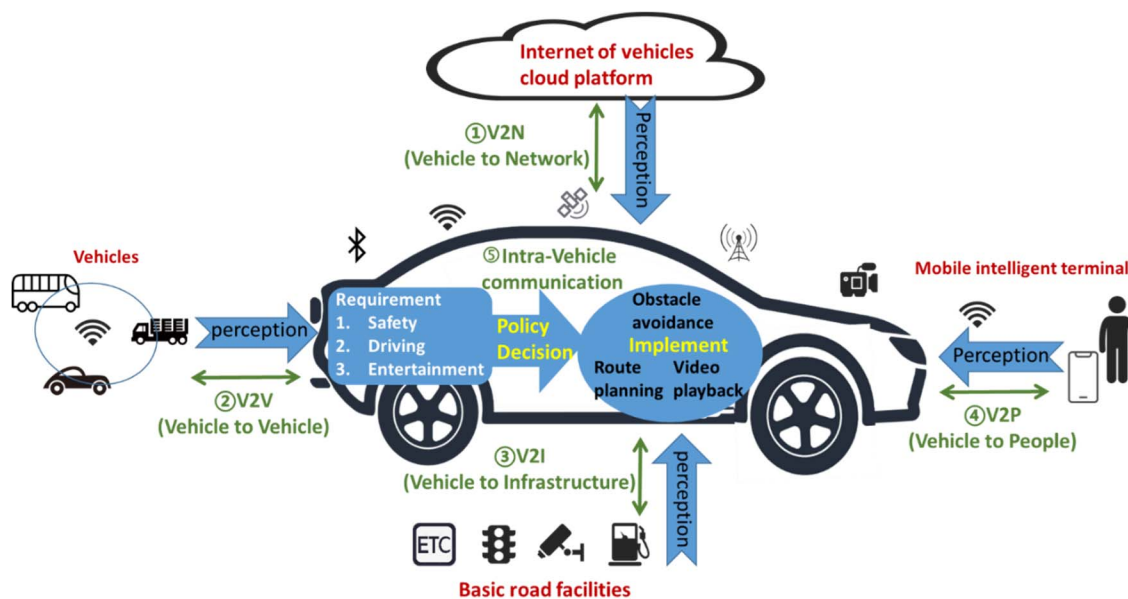 Internet of vehicles
cloud platform
①V2N
(Vehicle to Network)
Perception
Vehicles
perception
②V2V
(Vehicle to Vehicle)
⑤Intra-Vehicle
communication
Requirement
1. Safety
2. Driving
3. Entertainment
Policy
Decision
Obstacle
avoidance
Implement
Route
planning
Video
playback
Mobile intelligent terminal
Perception
④V2P
(Vehicle to People)
③V2I
(Vehicle to Infrastructure)
perception
ETC
Basic road facilities